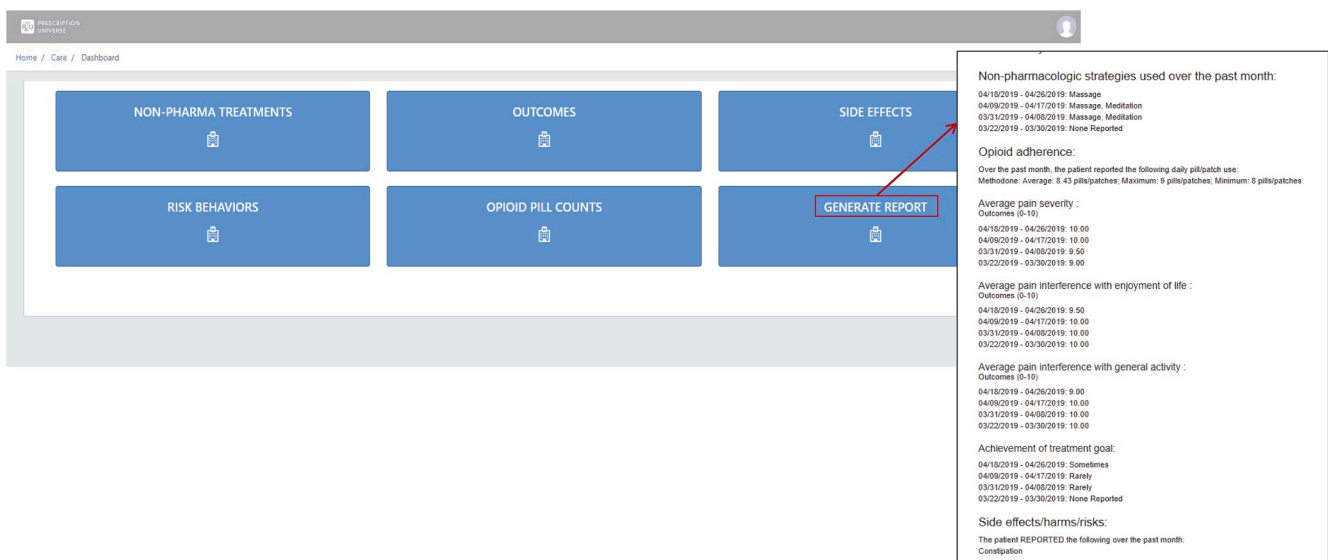 PRESCRIPTION
UNIVERSE
Home / Care / Dashboard
NON-PHARMA TREATMENTS
OUTCOMES
SIDE EFFECTS
RISK BEHAVIORS
OPIOID PILL COUNTS
GENERATE REPORT
Non-pharmacologic strategies used over the past month:
04/18/2019 - 04/26/2019: Massage
04/09/2019 - 04/17/2019: Massage, Meditation
03/31/2019 - 04/08/2019: Massage, Meditation
03/22/2019 - 03/30/2019: None Reported
Opioid adherence:
Over the past month, the patient reported the following daily pill/patch use:
Methodone: Average: 8.43 pills/patches; Maximum: 9 pills/patches; Minimum: 8 pills/patches
Average pain severity :
Outcomes (0-10)
04/18/2019 - 04/26/2019: 10.00
04/09/2019 - 04/17/2019: 10.00
03/31/2019 - 04/08/2019: 9.50
03/22/2019 - 03/30/2019: 9.00
Average pain interference with enjoyment of life :
Outcomes (0-10)
04/18/2019 - 04/26/2019: 9.50
04/09/2019 - 04/17/2019: 10.00
03/31/2019 - 04/08/2019: 10.00
03/22/2019 - 03/30/2019: 10.00
Average pain interference with general activity :
Outcomes (0-10)
04/18/2019 - 04/26/2019: 9.00
04/09/2019 - 04/17/2019: 10.00
03/31/2019 - 04/08/2019: 10.00
03/22/2019 - 03/30/2019: 10.00
Achievement of treatment goal:
04/18/2019 - 04/26/2019: Sometimes
04/09/2019 - 04/17/2019: Rarely
03/31/2019 - 04/08/2019: Rarely
03/22/2019 - 03/30/2019: None Reported
Side effects/harms/risks:
The patient REPORTED the following over the past month:
Constipation